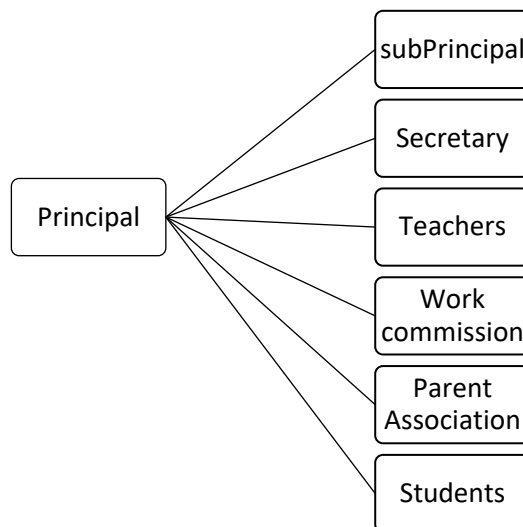 Principal
subPrincipal
Secretary
Teachers
Work
commission
Parent
Association
Students